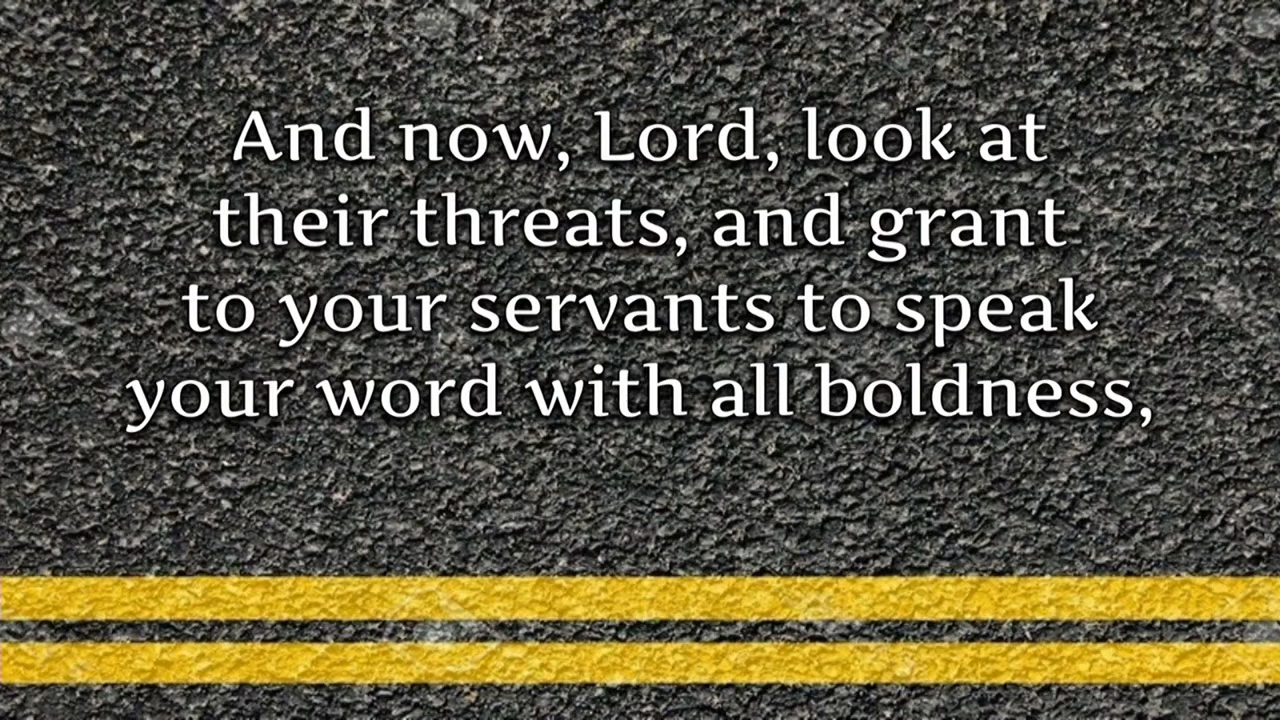 And now, Lord, look at
their threats, and grant
to your servants to speak
your word with all boldness,